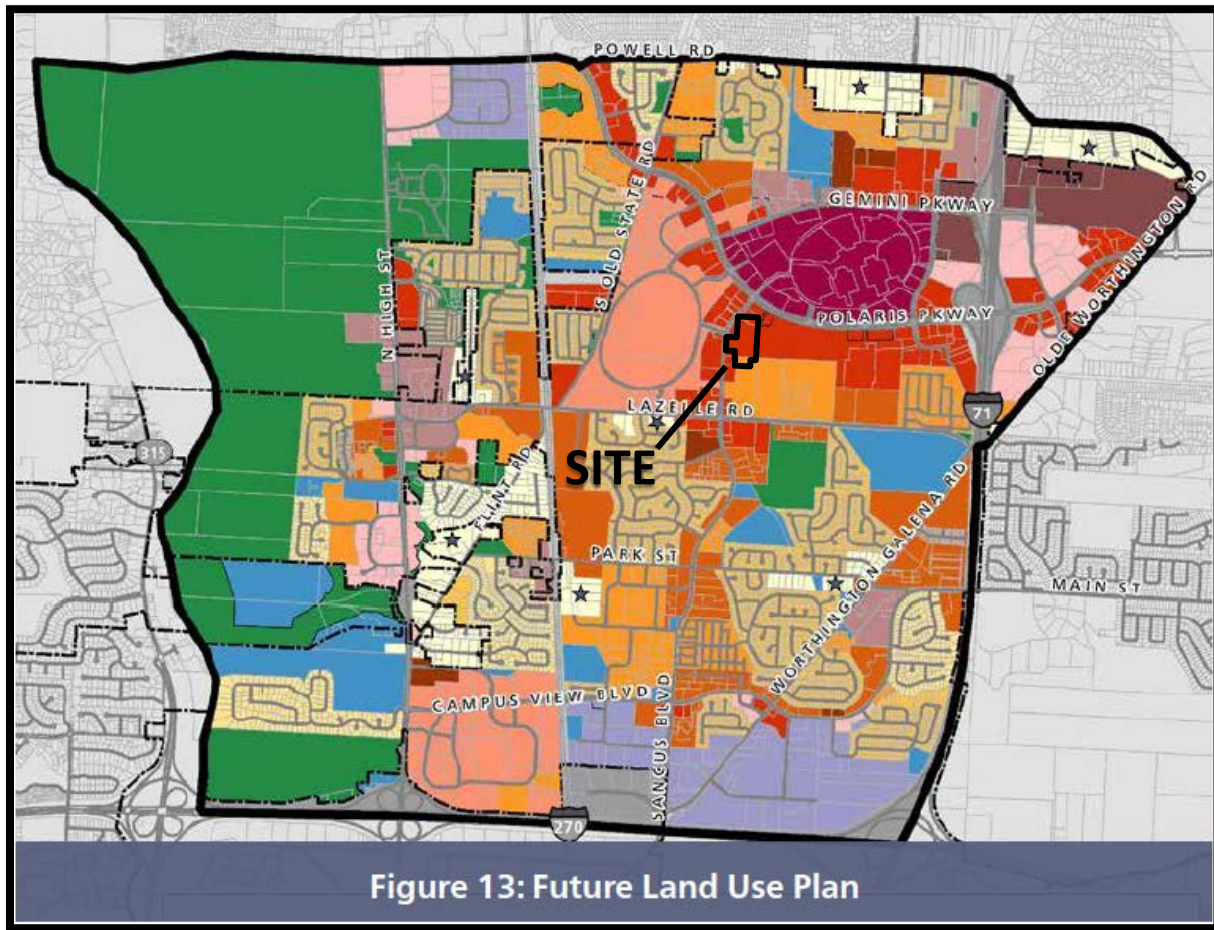 POWELL RD
S OLD STATE RD
GEMINI PKWAY
N HIGH ST
POLARIS PKWAY
OLDE WORTHINGTON RD
LAZELLE RD
71
315
SITE
FLINT RD
PARK ST
WORTHINGTON GALENA RD
MAIN ST
CAMPUS VIEW BLVD
SANCUS BLVD
270
Figure 13: Future Land Use Plan